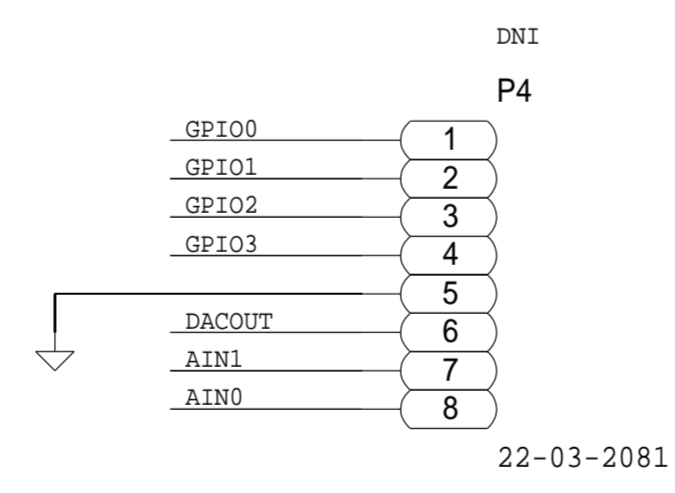 DNI
P4
GPIO0 1
GPIO1 2
GPIO2 3
GPIO3 4
5
DACOUT 6
AIN1 7
AIN0 8
22-03-2081